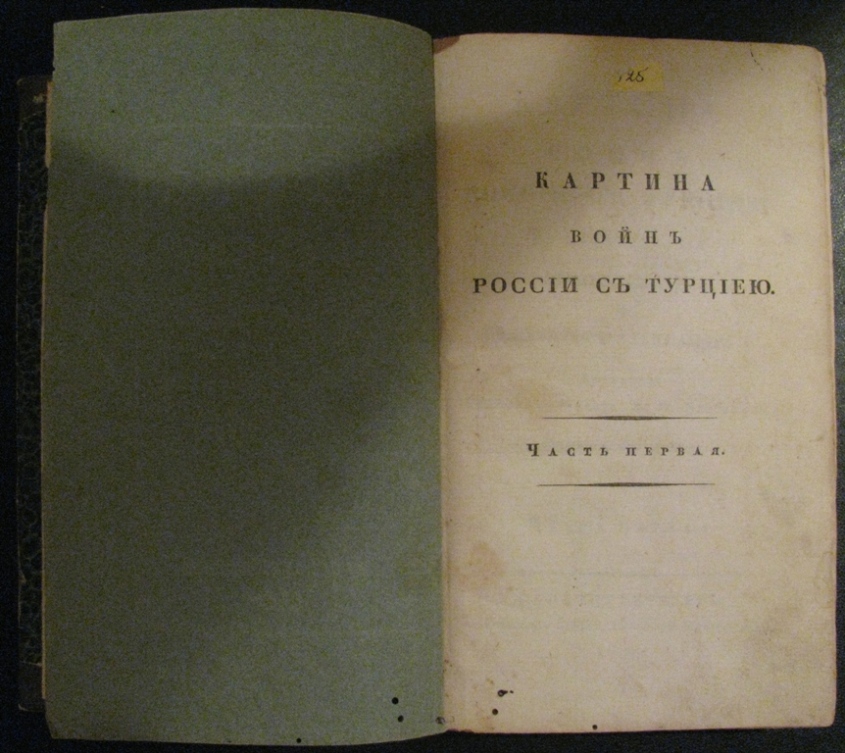 125
КАРТИНА
ВОЙНЪ
РОССІИ СЪ ТУРЦІЕЮ.
Часть первая.